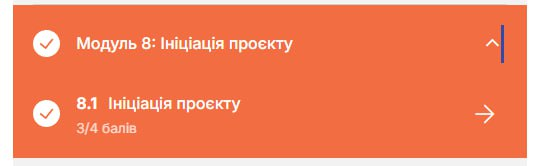 Модуль 8: Ініціація проєкту
8.1 Ініціація проєкту
3/4 балів